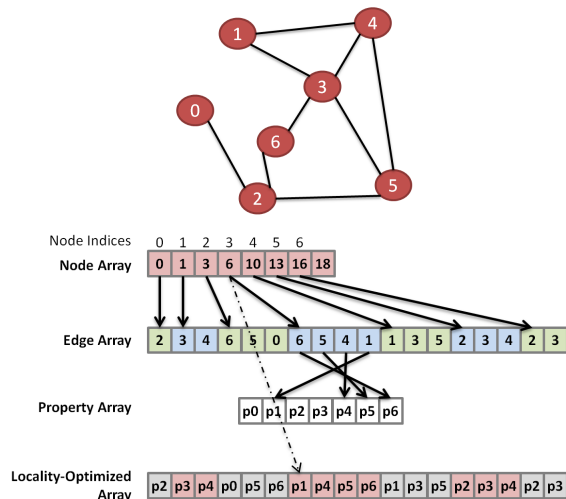 1
4
3
0
6
2
5
Node Indices 0 1 2 3 4 5 6
Node Array 0 1 3 6 10 13 16 18
Edge Array 2 3 4 6 5 0 6 5 4 1 1 3 5 2 3 4 2 3
Property Array p0 p1 p2 p3 p4 p5 p6
Locality-Optimized
Array p2 p3 p4 p0 p5 p6 p1 p4 p5 p6 p1 p3 p5 p2 p3 p4 p2 p3